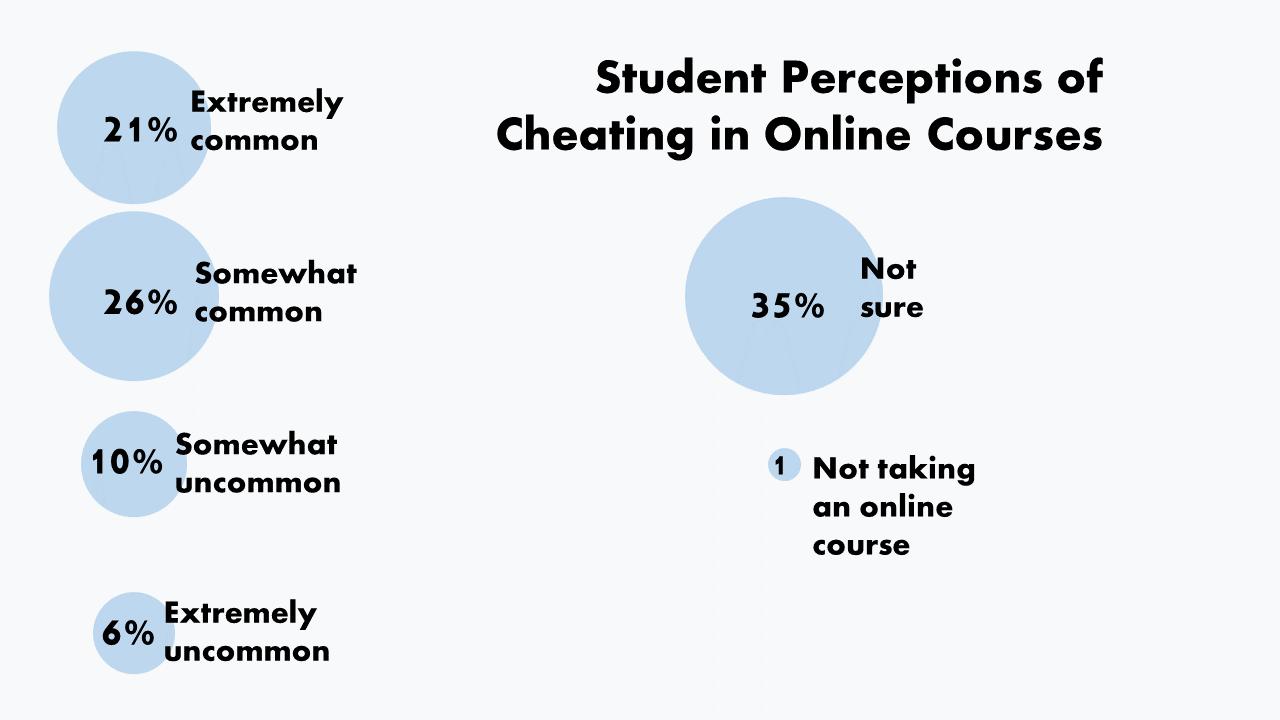 Student Perceptions of
Cheating in Online Courses
21%
Extremely
common
26%
Somewhat
common
10%
Somewhat
uncommon
6%
Extremely
uncommon
35%
Not
sure
1
Not taking
an online
course